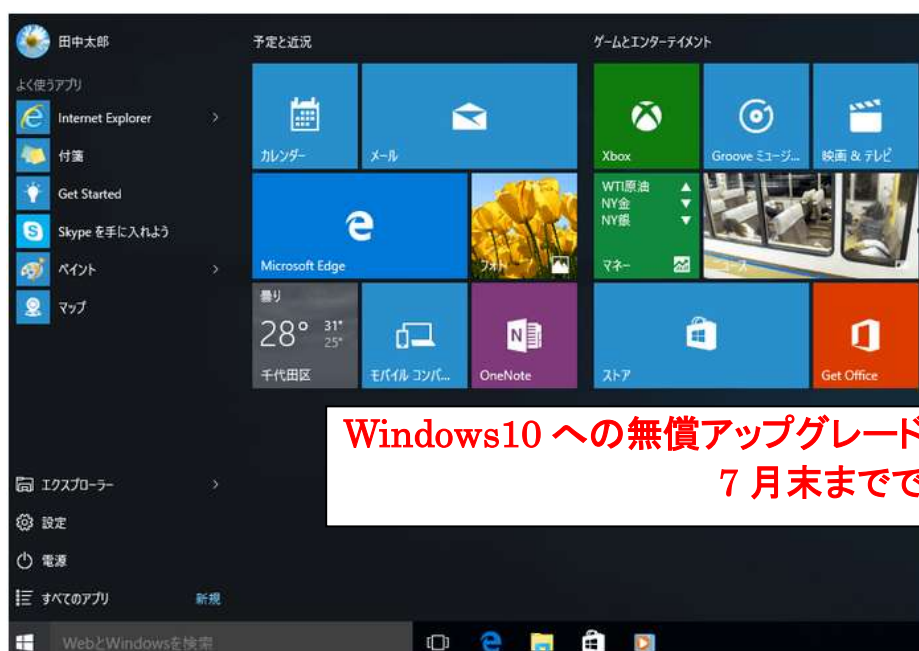 田中太郎
よく使うアプリ
Internet Explorer
付箋
Get Started
Skype を手に入れよう
ペイント
マップ
エクスプローラー
設定
電源
すべてのアプリ 新規
WebとWindowsを検索
予定と近況
カレンダー
メール
Microsoft Edge
フォト
曇り
28° 31°
25°
千代田区
モバイル コンパ...
OneNote
ゲームとエンターテイメント
Xbox
Groove ミュージ...
映画 & テレビ
WTI原油
NY金
NY銀
マネー
ニュース
ストア
Get Office
Windows10 への無償アップグレード
7 月末までで